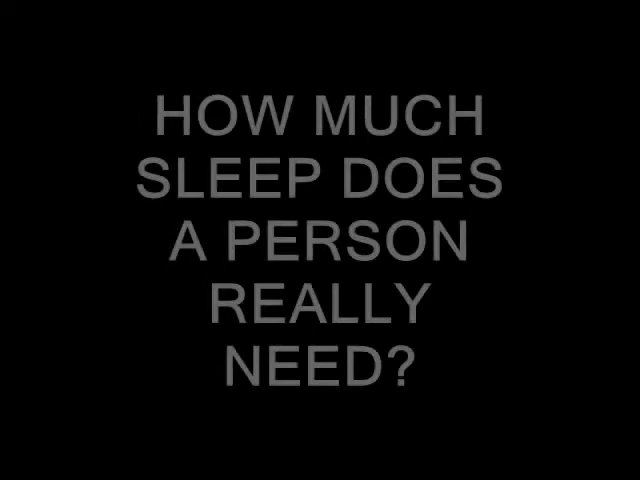 HOW MUCH
SLEEP DOES
A PERSON
REALLY
NEED?